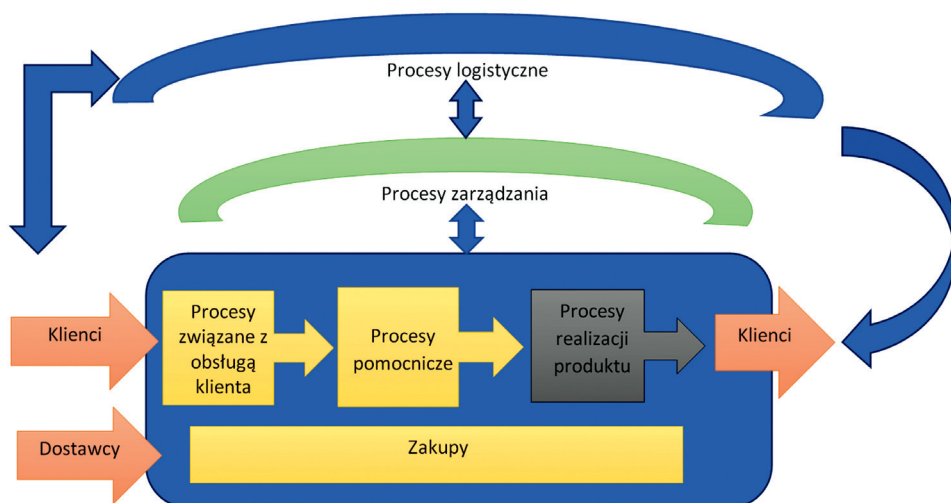 Procesy logistyczne
Procesy zarządzania
Klienci
Procesy
związane z
obsługą
klienta
Procesy
pomocnicze
Procesy
realizacji
produktu
Klienci
Dostawcy
Zakupy